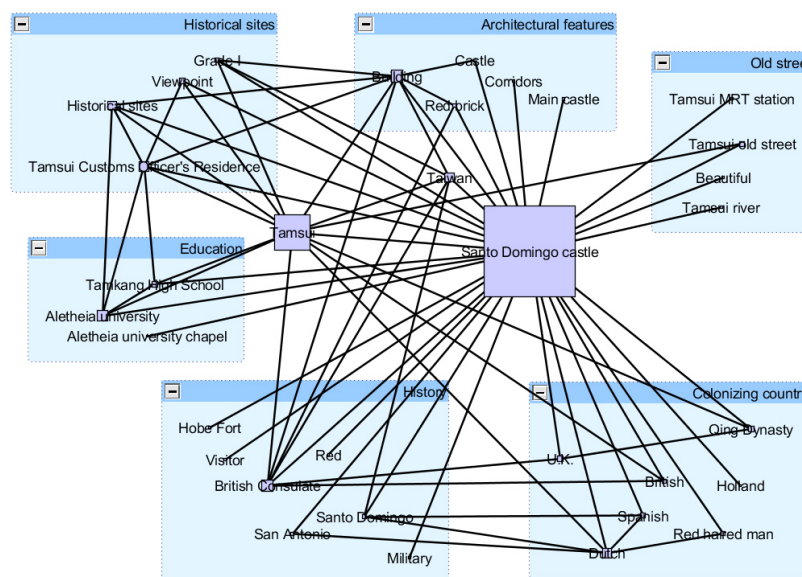 Historical sites
Grade I
Viewpoint
Historical sites
Tamsui Customs Officer's Residence
Architectural features
Building
Castle
Corridors
Red brick
Main castle
Old stree
Tamsui MRT station
Tamsui old street
Beautiful
Tamsui river
Taiwan
Tamsui
Santo Domingo castle
Education
Tamkang High School
Aletheia university
Aletheia university chapel
History
Hobe Fort
Visitor
Red
British Consulate
Santo Domingo
San Antonio
Military
Colonizing countr
Qing Dynasty
U.K.
British
Holland
Spanish
Red haired man
Dutch